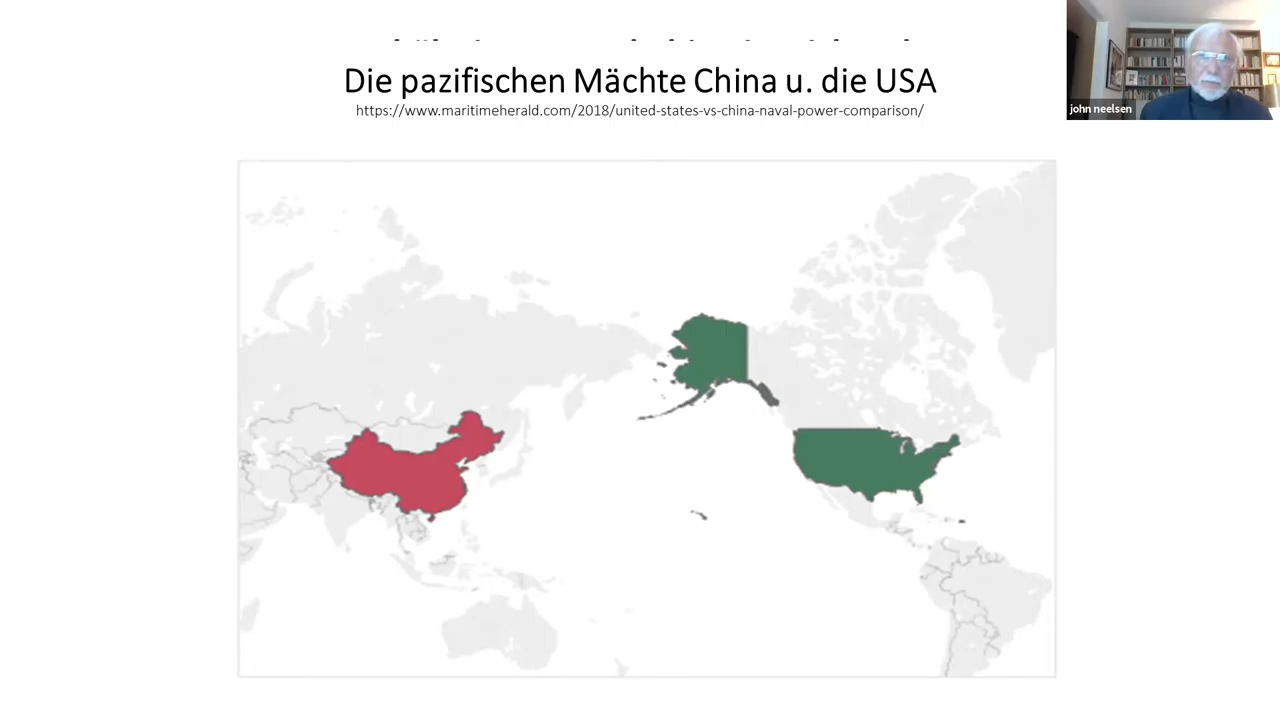 Die pazifischen Mächte China u. die USA
https://www.maritimeherald.com/2018/united-states-vs-china-naval-power-comparison/
john neelsen